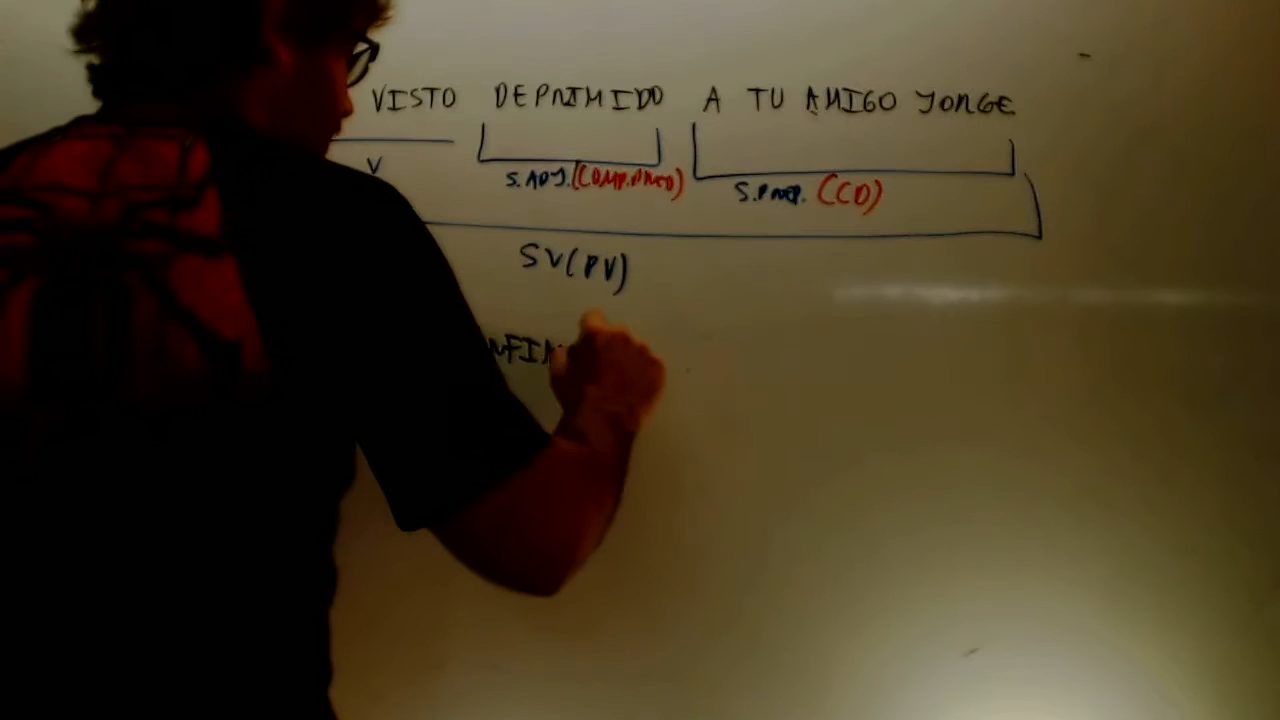 VISTO DEPRIMIDO A TU AMIGO JORGE
V S.ADJ.(COMP.PRED) S.PREP. (CD)
SV(PV)